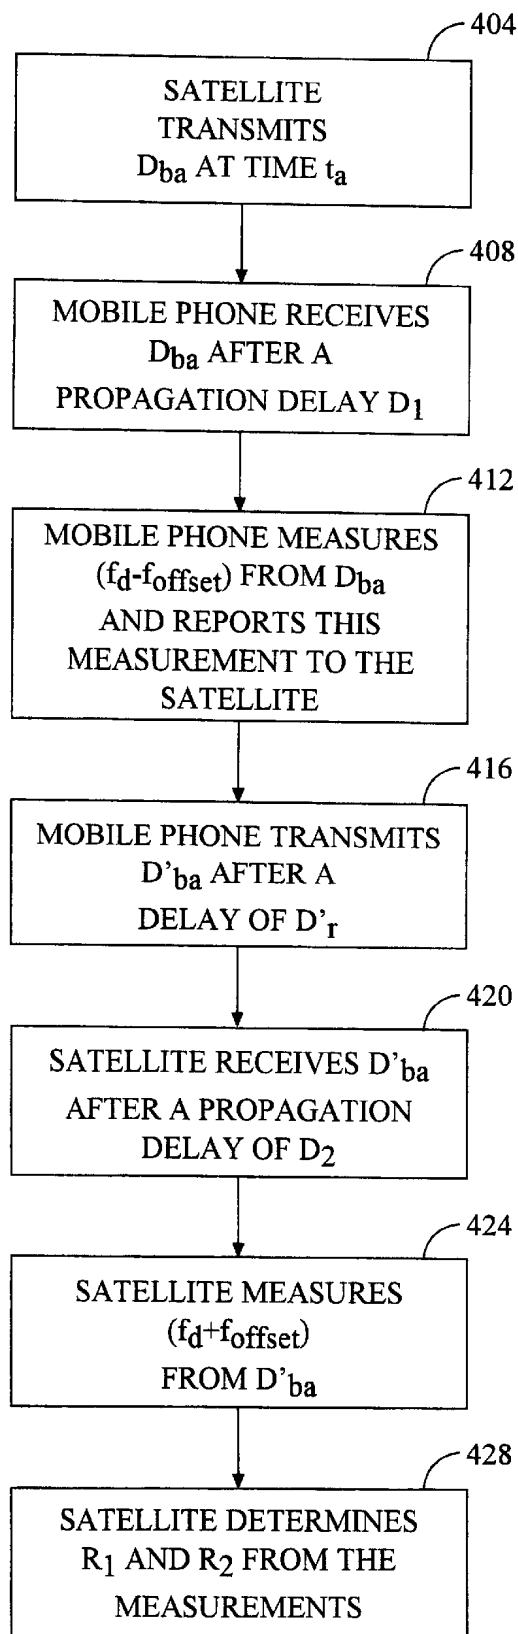 404
SATELLITE
TRANSMITS
Dba AT TIME ta
408
MOBILE PHONE RECEIVES
Dba AFTER A
PROPAGATION DELAY D1
412
MOBILE PHONE MEASURES
(fd-foffset) FROM Dba
AND REPORTS THIS
MEASUREMENT TO THE
SATELLITE
416
MOBILE PHONE TRANSMITS
D'ba AFTER A
DELAY OF D'r
420
SATELLITE RECEIVES D'ba
AFTER A PROPAGATION
DELAY OF D2
424
SATELLITE MEASURES
(fd+foffset)
FROM D'ba
428
SATELLITE DETERMINES
R1 AND R2 FROM THE
MEASUREMENTS